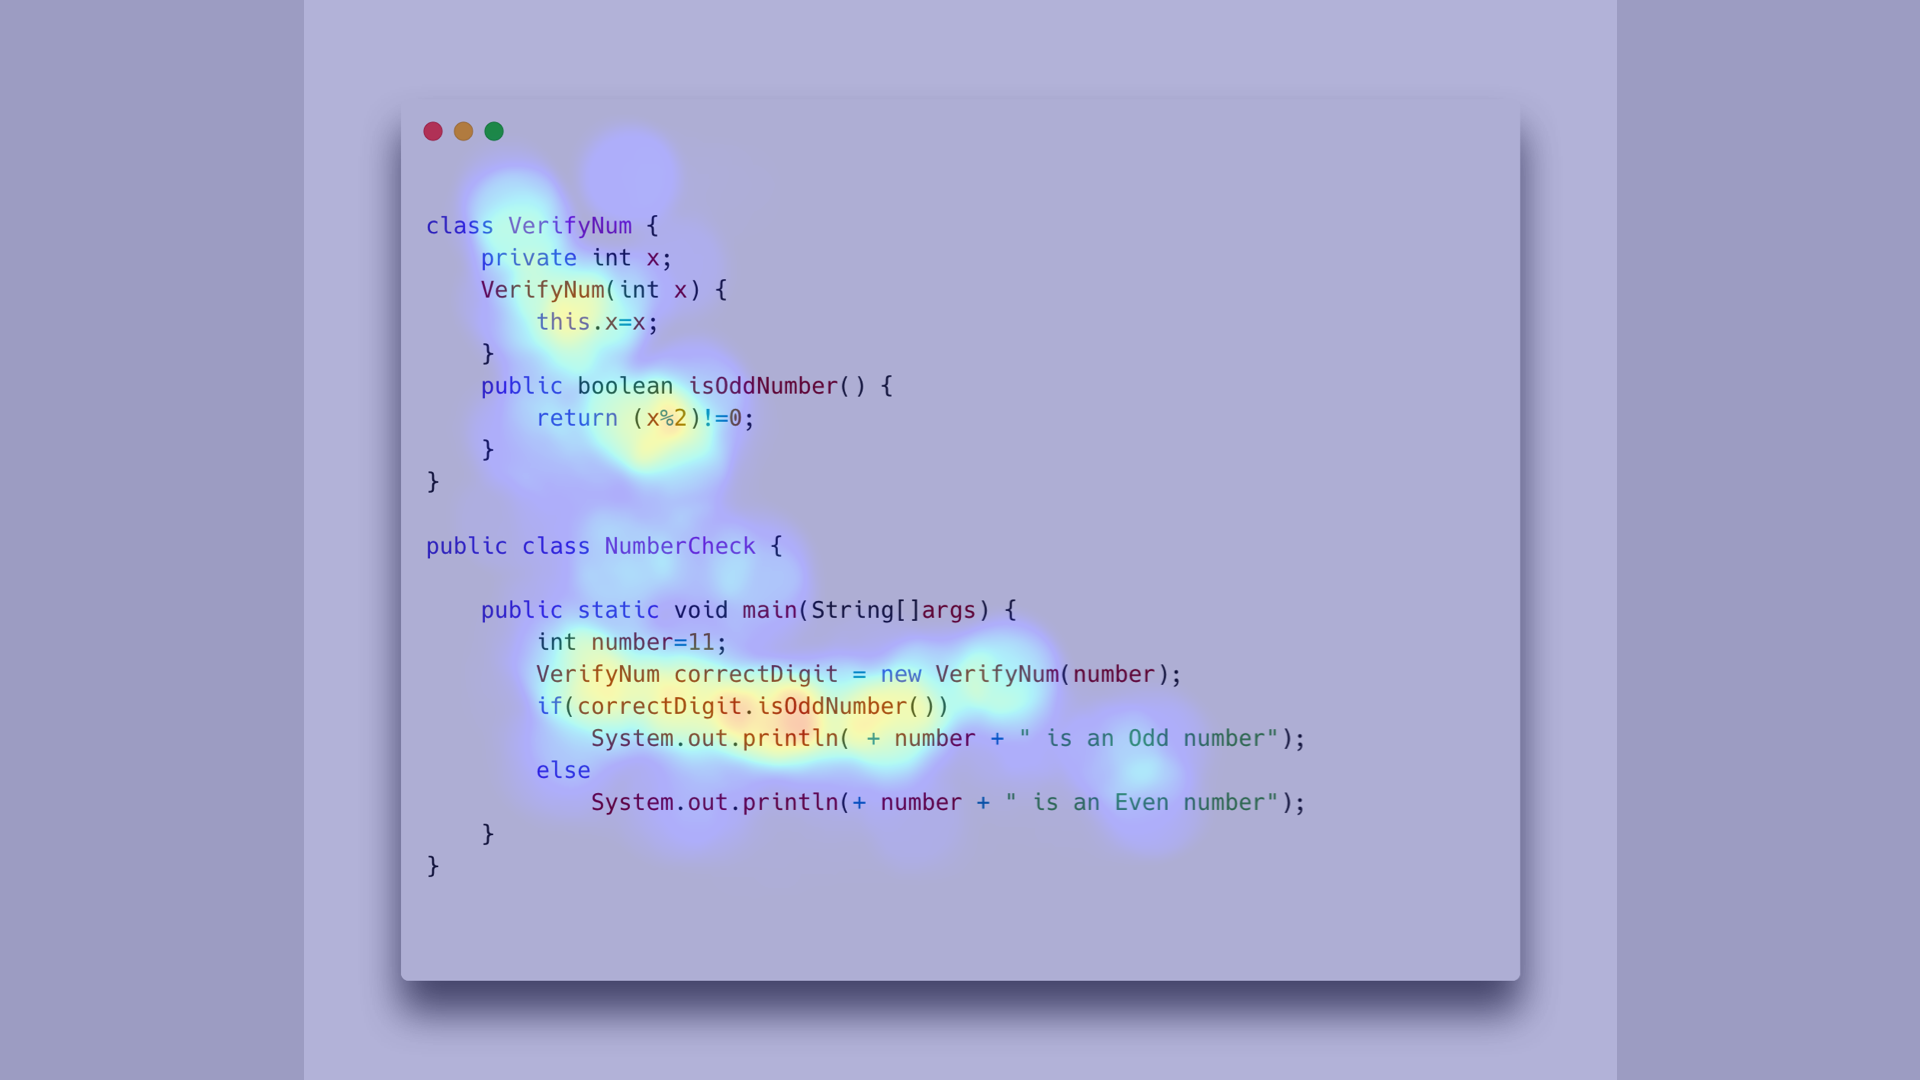 class VerifyNum {
    private int x;
    VerifyNum(int x) {
        this.x=x;
    }
    public boolean isOddNumber() {
        return (x%2)!=0;
    }
}

public class NumberCheck {

    public static void main(String[]args) {
        int number=11;
        VerifyNum correctDigit = new VerifyNum(number);
        if(correctDigit.isOddNumber())
            System.out.println( + number + " is an Odd number");
        else
            System.out.println(+ number + " is an Even number");
    }
}